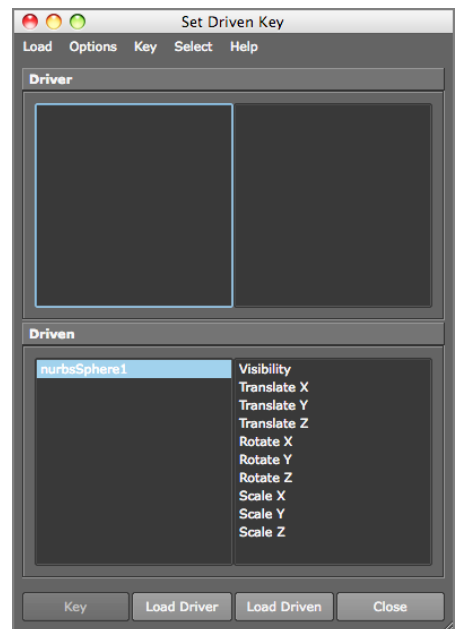 Set Driven Key
Load Options Key Select Help
Driver
Driven
nurbsSphere1
Visibility
Translate X
Translate Y
Translate Z
Rotate X
Rotate Y
Rotate Z
Scale X
Scale Y
Scale Z
Key Load Driver Load Driven Close